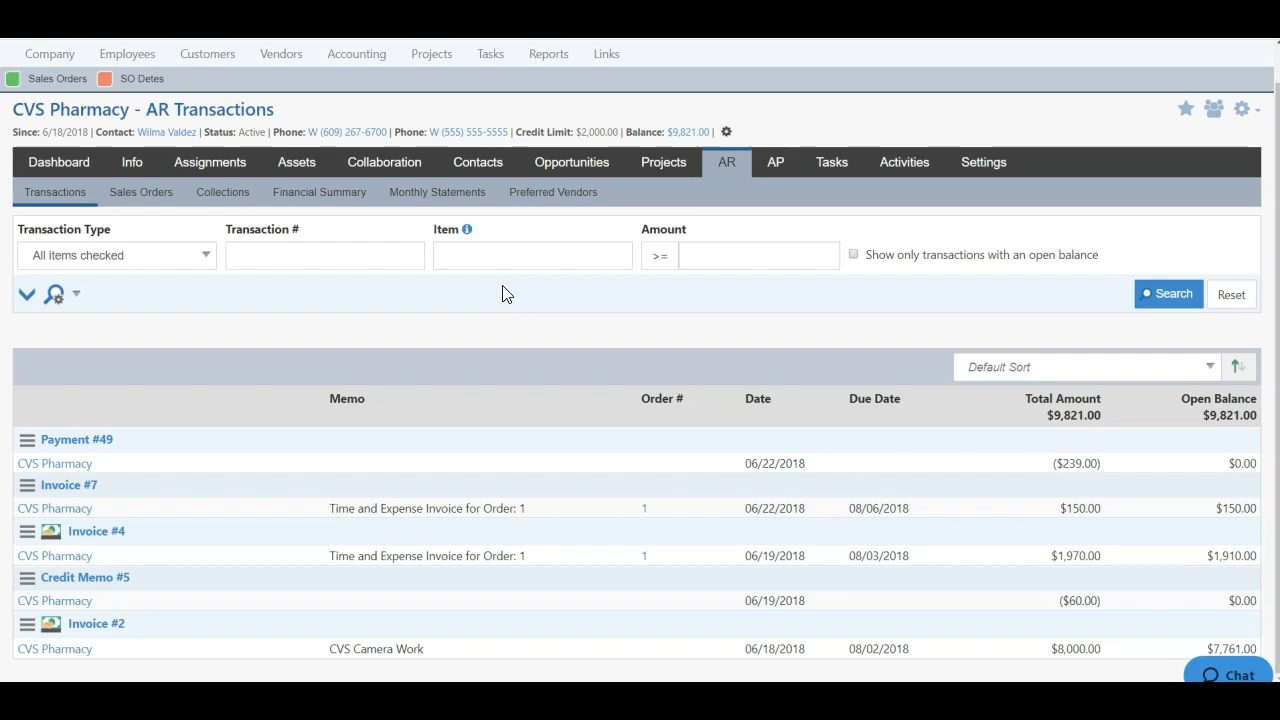 Company Employees Customers Vendors Accounting Projects Tasks Reports Links
Sales Orders SO Detes
CVS Pharmacy - AR Transactions
Since: 6/18/2018 | Contact: Wilma Valdez | Status: Active | Phone: W (609) 267-6700 | Phone: W (555) 555-5555 | Credit Limit: $2,000.00 | Balance: $9,821.00 |
Dashboard Info Assignments Assets Collaboration Contacts Opportunities Projects AR AP Tasks Activities Settings
Transactions Sales Orders Collections Financial Summary Monthly Statements Preferred Vendors
Transaction Type Transaction # Item Amount
All items checked >= Show only transactions with an open balance
Search Reset
Default Sort
Memo Order # Date Due Date Total Amount Open Balance
$9,821.00 $9,821.00
Payment #49
CVS Pharmacy 06/22/2018 ($239.00) $0.00
Invoice #7
CVS Pharmacy Time and Expense Invoice for Order: 1 1 06/22/2018 08/06/2018 $150.00 $150.00
Invoice #4
CVS Pharmacy Time and Expense Invoice for Order: 1 1 06/19/2018 08/03/2018 $1,970.00 $1,910.00
Credit Memo #5
CVS Pharmacy 06/19/2018 ($60.00) $0.00
Invoice #2
CVS Pharmacy CVS Camera Work 06/18/2018 08/02/2018 $8,000.00 $7,761.00
Chat